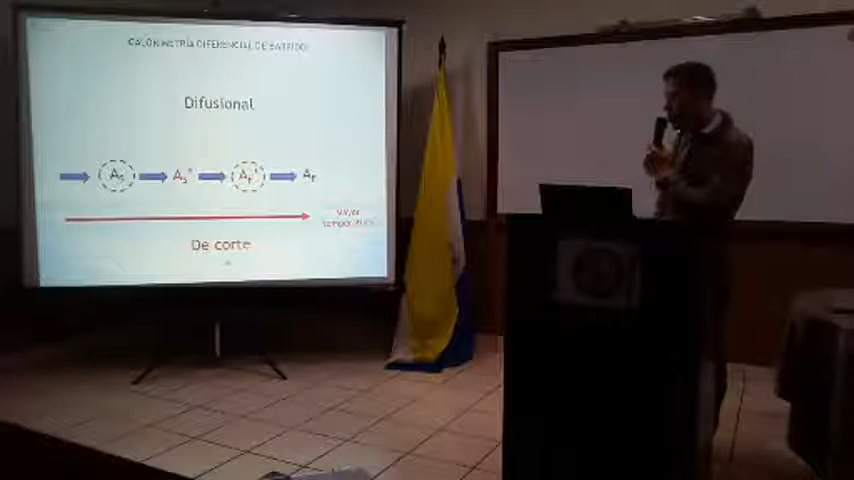 CALORIMETRÍA DIFERENCIAL DE BARRIDO
Difusional
As As* Af* Af
Mayor
temperatura
De corte